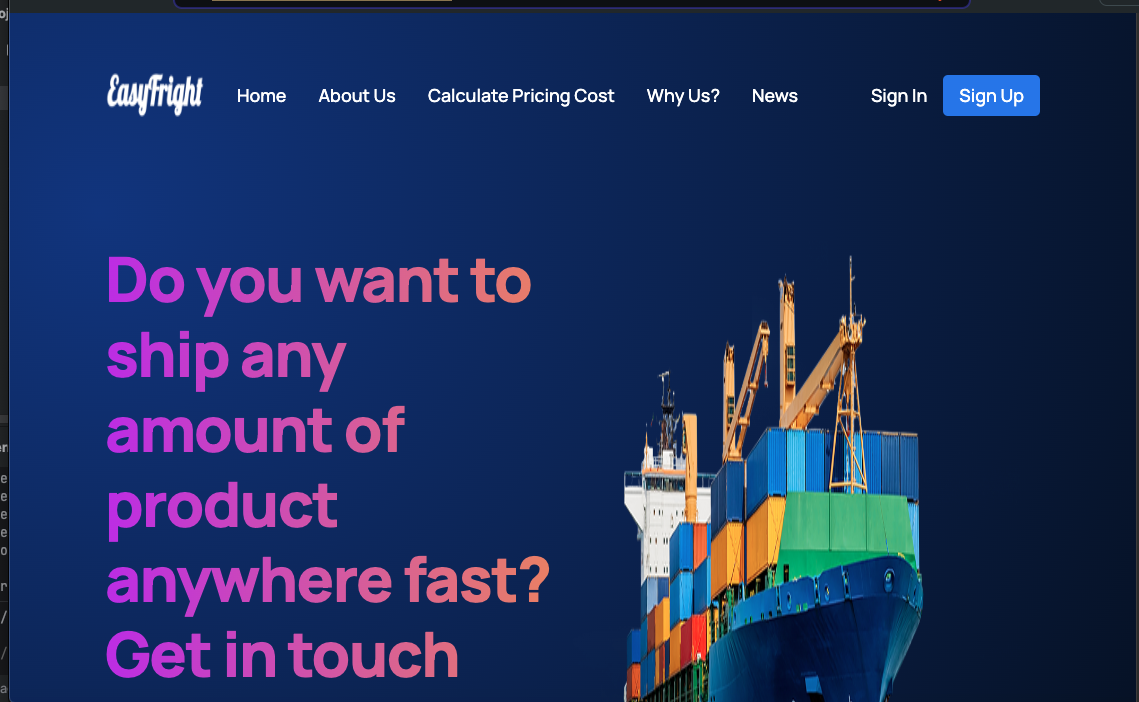 EasyFright
Home About Us Calculate Pricing Cost Why Us? News Sign In Sign Up
Do you want to
ship any
amount of
product
anywhere fast?
Get in touch